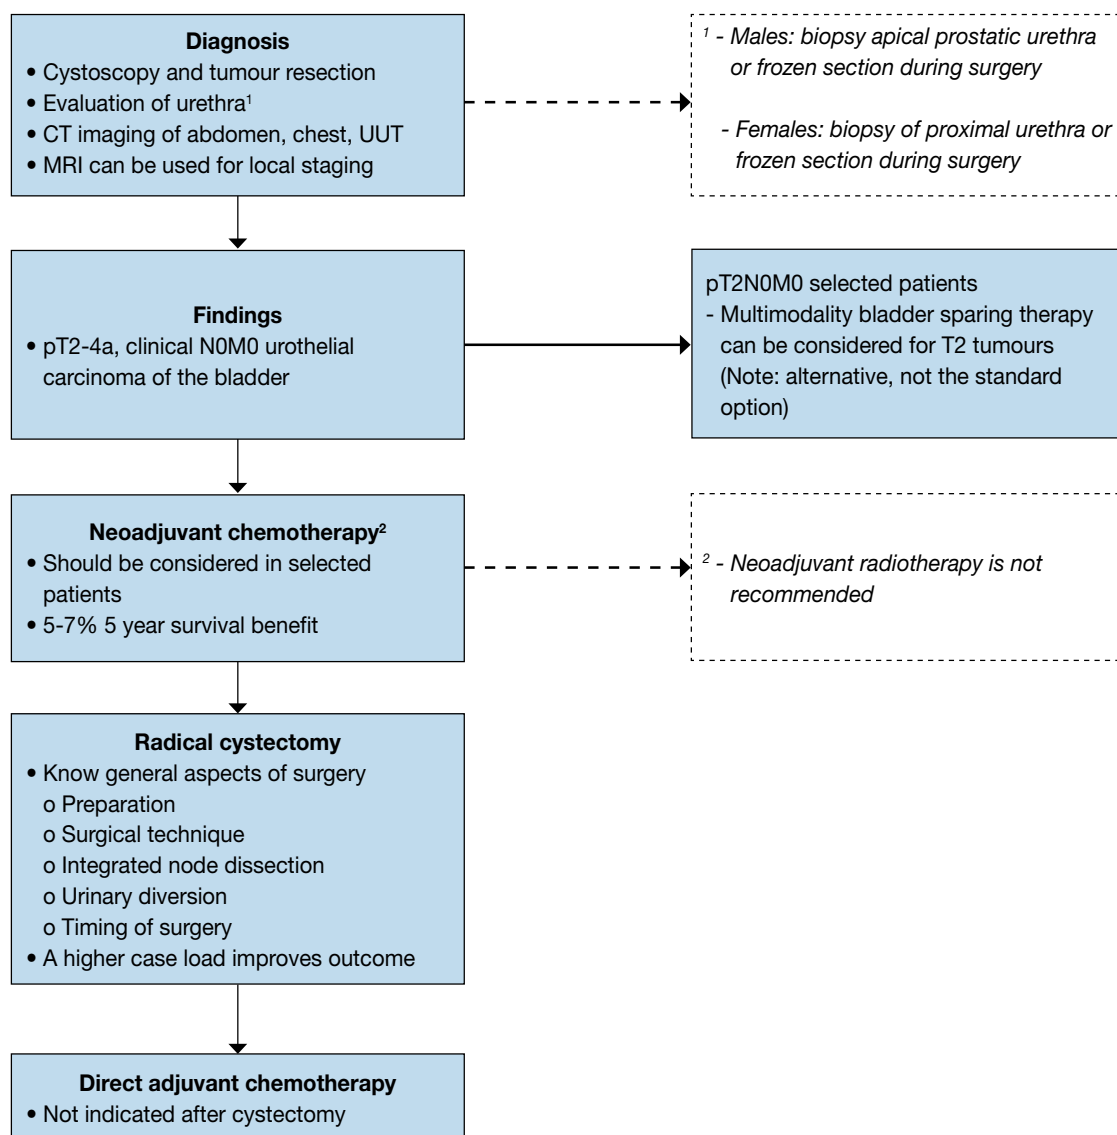 Diagnosis
• Cystoscopy and tumour resection
• Evaluation of urethra¹
• CT imaging of abdomen, chest, UUT
• MRI can be used for local staging
¹ - Males: biopsy apical prostatic urethra
or frozen section during surgery
- Females: biopsy of proximal urethra or
frozen section during surgery
Findings
• pT2-4a, clinical N0M0 urothelial
carcinoma of the bladder
pT2N0M0 selected patients
- Multimodality bladder sparing therapy
can be considered for T2 tumours
(Note: alternative, not the standard
option)
Neoadjuvant chemotherapy²
• Should be considered in selected
patients
• 5-7% 5 year survival benefit
² - Neoadjuvant radiotherapy is not
recommended
Radical cystectomy
• Know general aspects of surgery
o Preparation
o Surgical technique
o Integrated node dissection
o Urinary diversion
o Timing of surgery
• A higher case load improves outcome
Direct adjuvant chemotherapy
• Not indicated after cystectomy